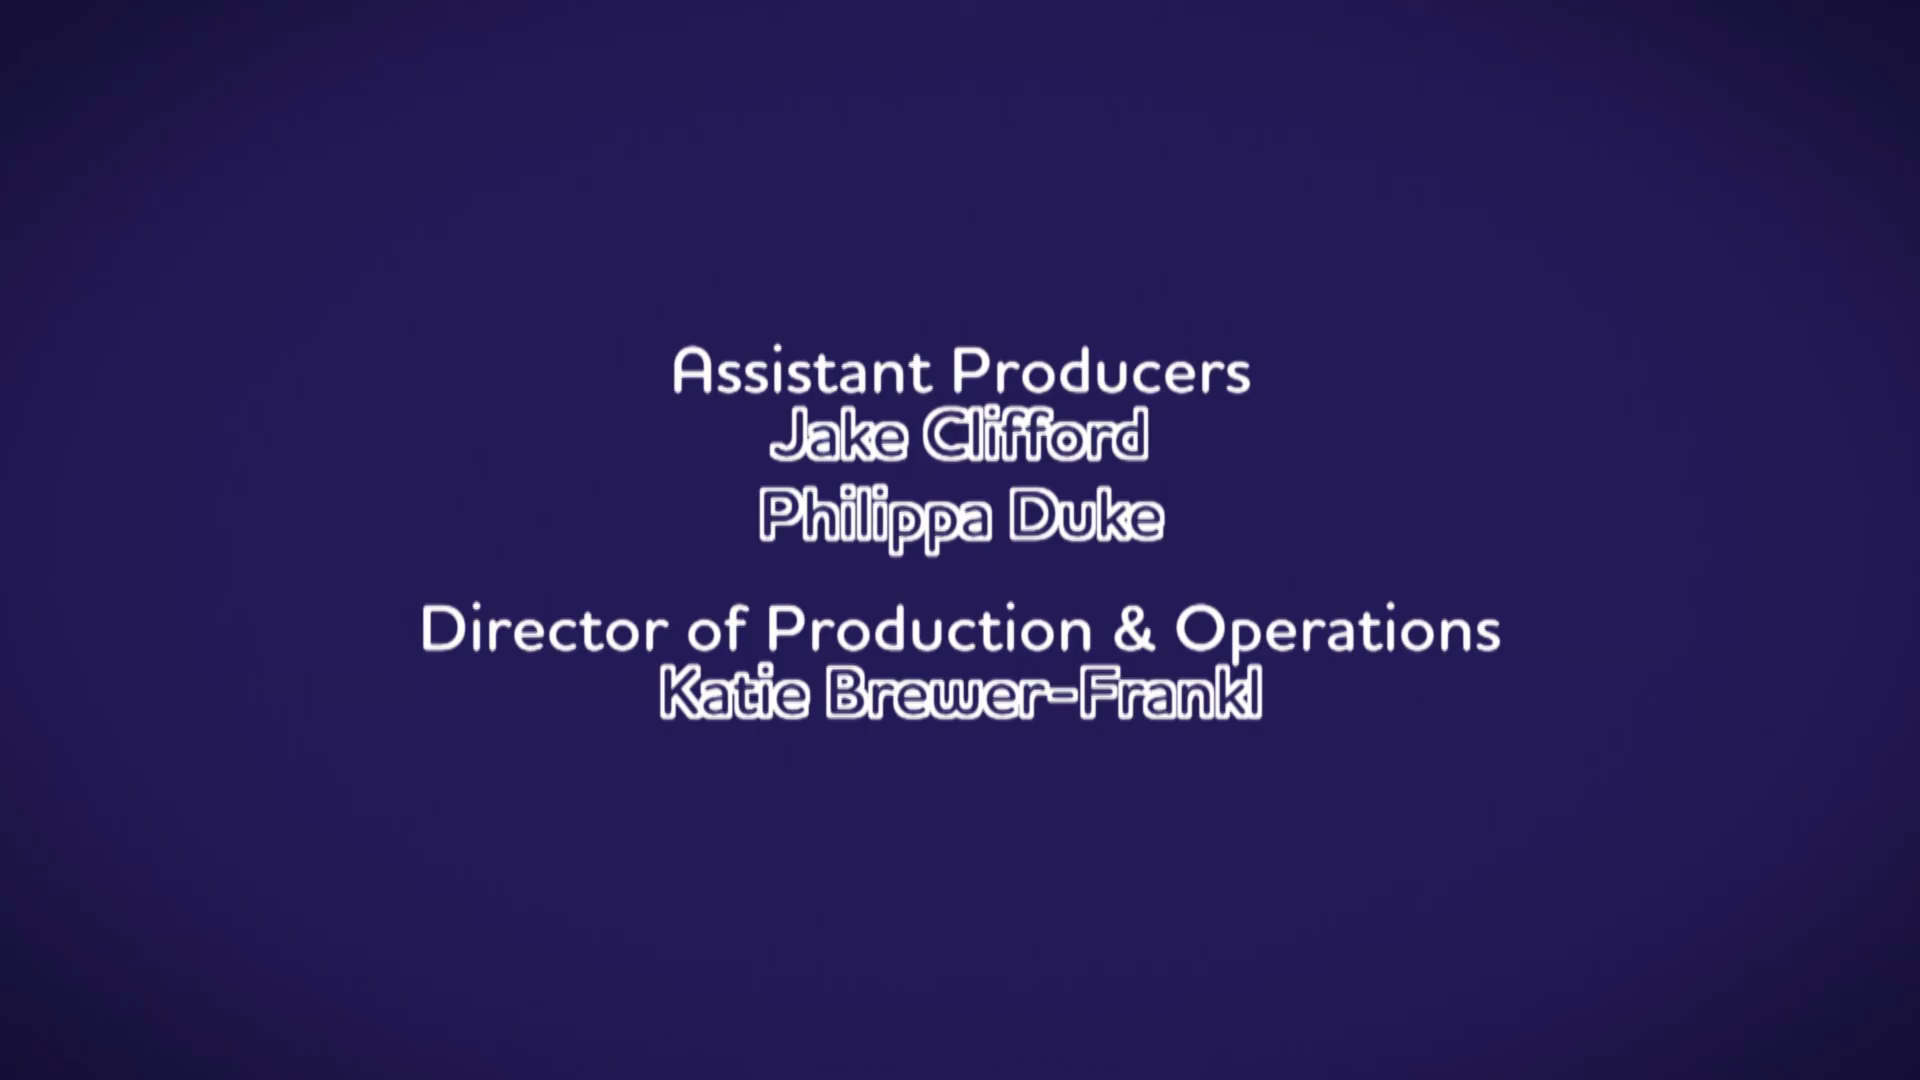 Assistant Producers
Jake Clifford
Philippa Duke
Director of Production & Operations
Katie Brewer-Frankl